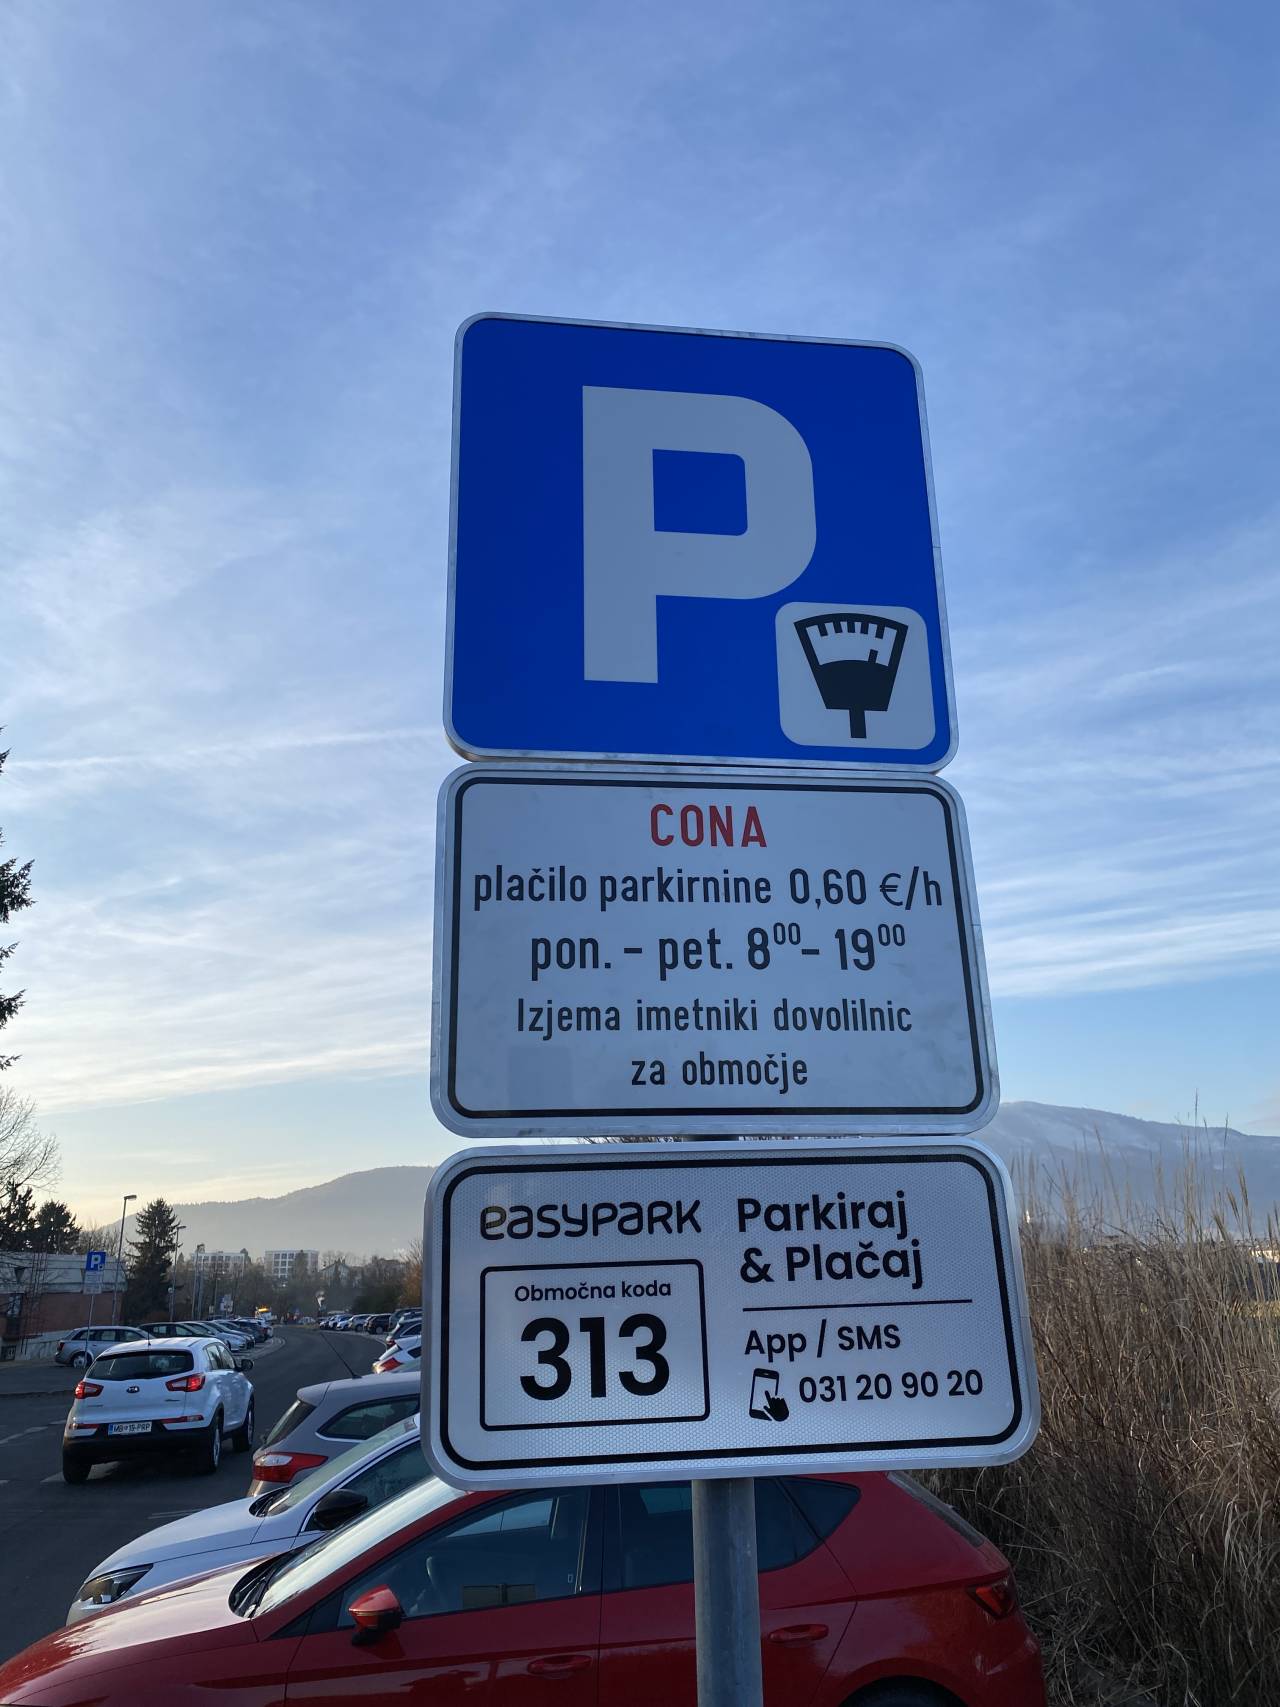 P
CONA
plačilo parkirnine 0,60 €/h
pon. - pet. 8⁰⁰- 19⁰⁰
Izjema imetniki dovolilnic
za območje
easypark
Parkiraj
& Plačaj
Območna koda
313
App / SMS
031 20 90 20
P
KIA